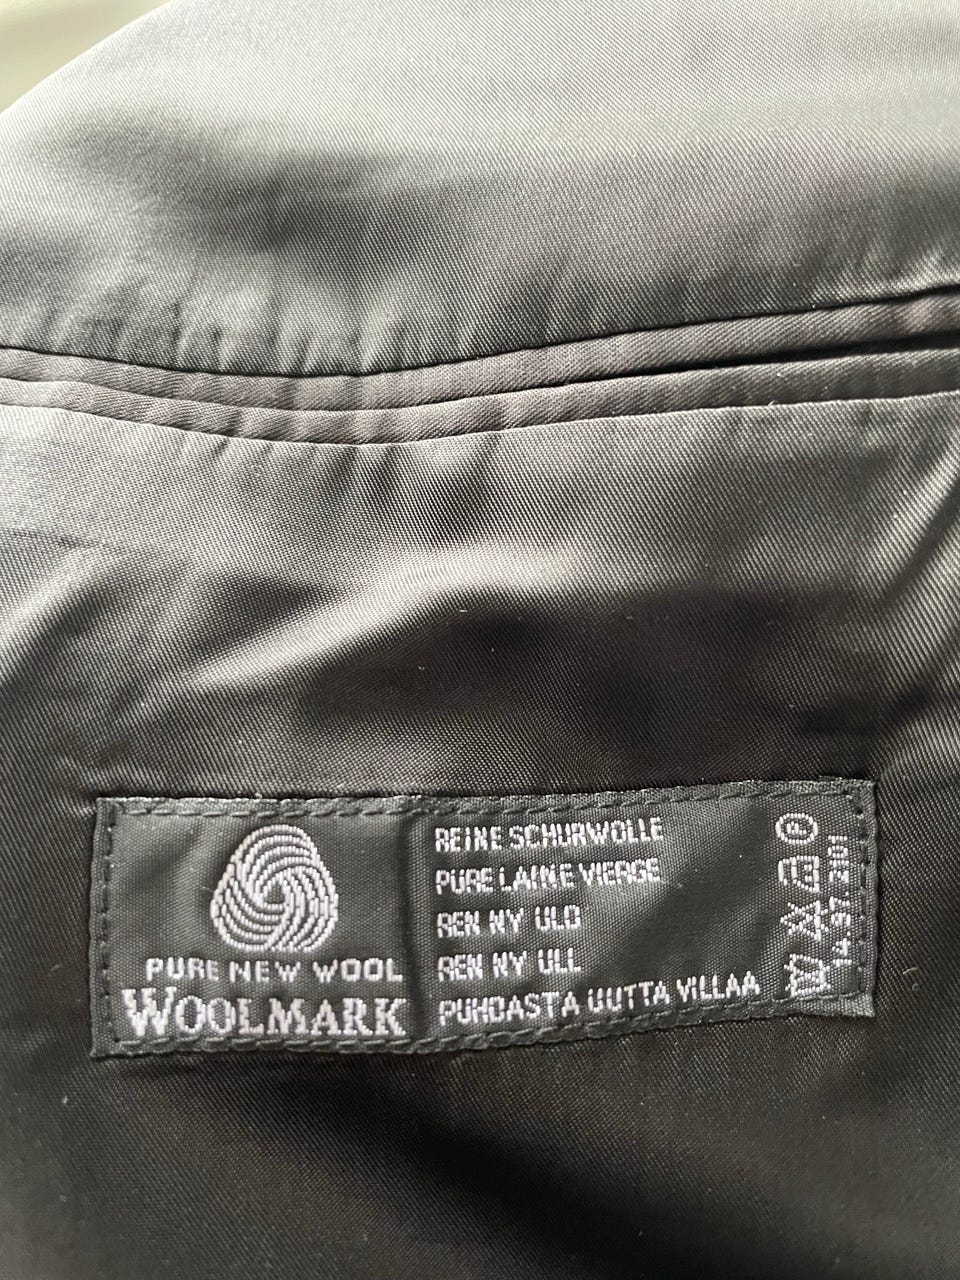 PURE NEW WOOL
WOOLMARK
REINE SCHURWOLLE
PURE LAINE VIERGE
REN NY ULD
REN NY ULL
PUHDASTA UUTTA VILLAA
P